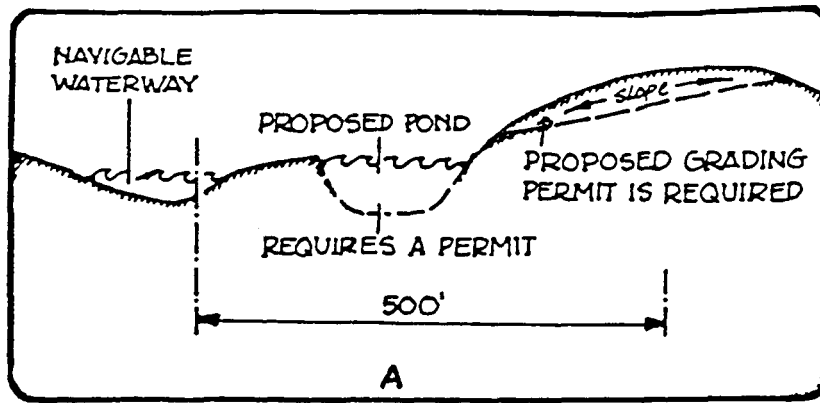 NAVIGABLE
WATERWAY
PROPOSED POND
slope
PROPOSED GRADING
PERMIT IS REQUIRED
REQUIRES A PERMIT
500'
A